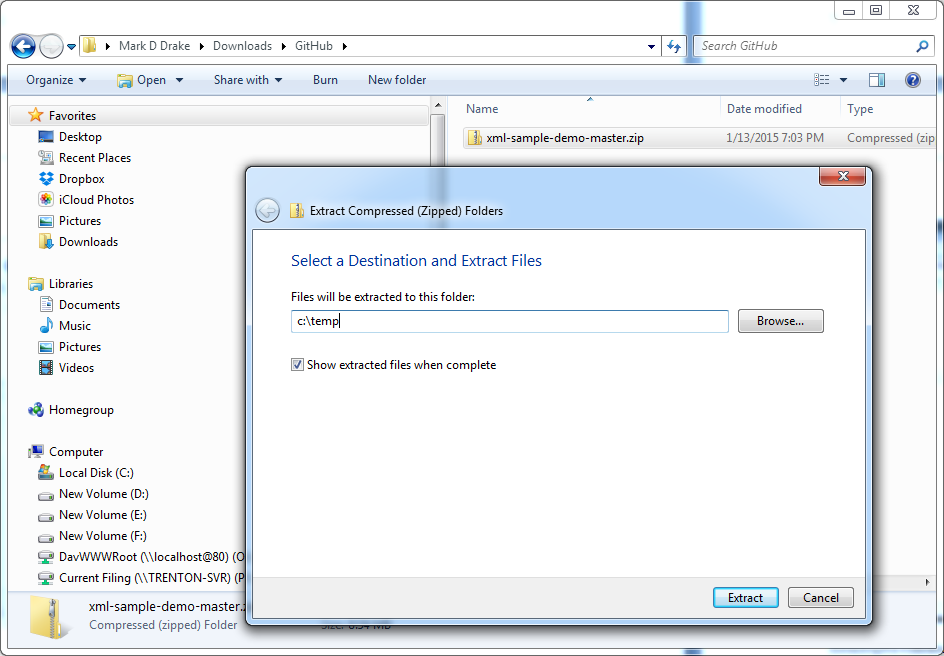 Mark D Drake Downloads GitHub
Search GitHub
Organize Open Share with Burn New folder
Favorites
Desktop
Recent Places
Dropbox
iCloud Photos
Pictures
Downloads
Libraries
Documents
Music
Pictures
Videos
Homegroup
Computer
Local Disk (C:)
New Volume (D:)
New Volume (E:)
New Volume (F:)
DavWWWRoot (\\localhost@80) (O
Current Filing (\\TRENTON-SVR) (P
Name Date modified Type
xml-sample-demo-master.zip 1/13/2015 7:03 PM Compressed (zip
Extract Compressed (Zipped) Folders
Select a Destination and Extract Files
Files will be extracted to this folder:
c:\temp
Browse...
Show extracted files when complete
Extract Cancel
xml-sample-demo-master.z
Compressed (zipped) Folder